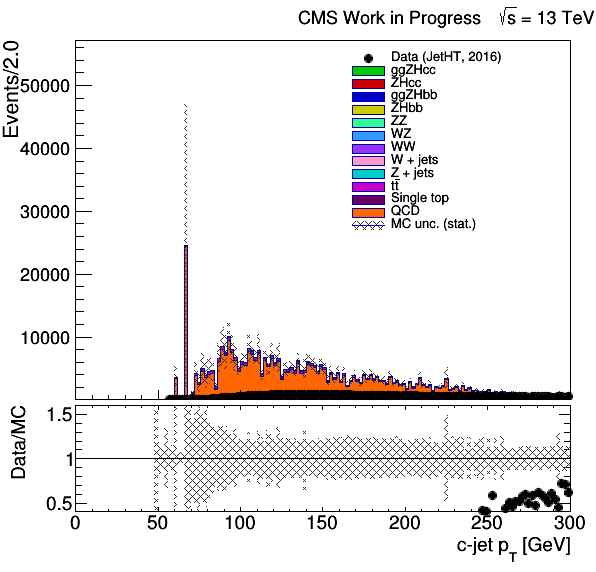 CMS Work in Progress √s = 13 TeV
Events/2.0
50000
40000
30000
20000
10000
Data (JetHT, 2016)
ggZHcc
ZHcc
ggZHbb
ZHbb
ZZ
WZ
WW
W + jets
Z + jets
tt̄
Single top
QCD
MC unc. (stat.)
Data/MC
1.5
1
0.5
0 50 100 150 200 250 300
c-jet p_T [GeV]